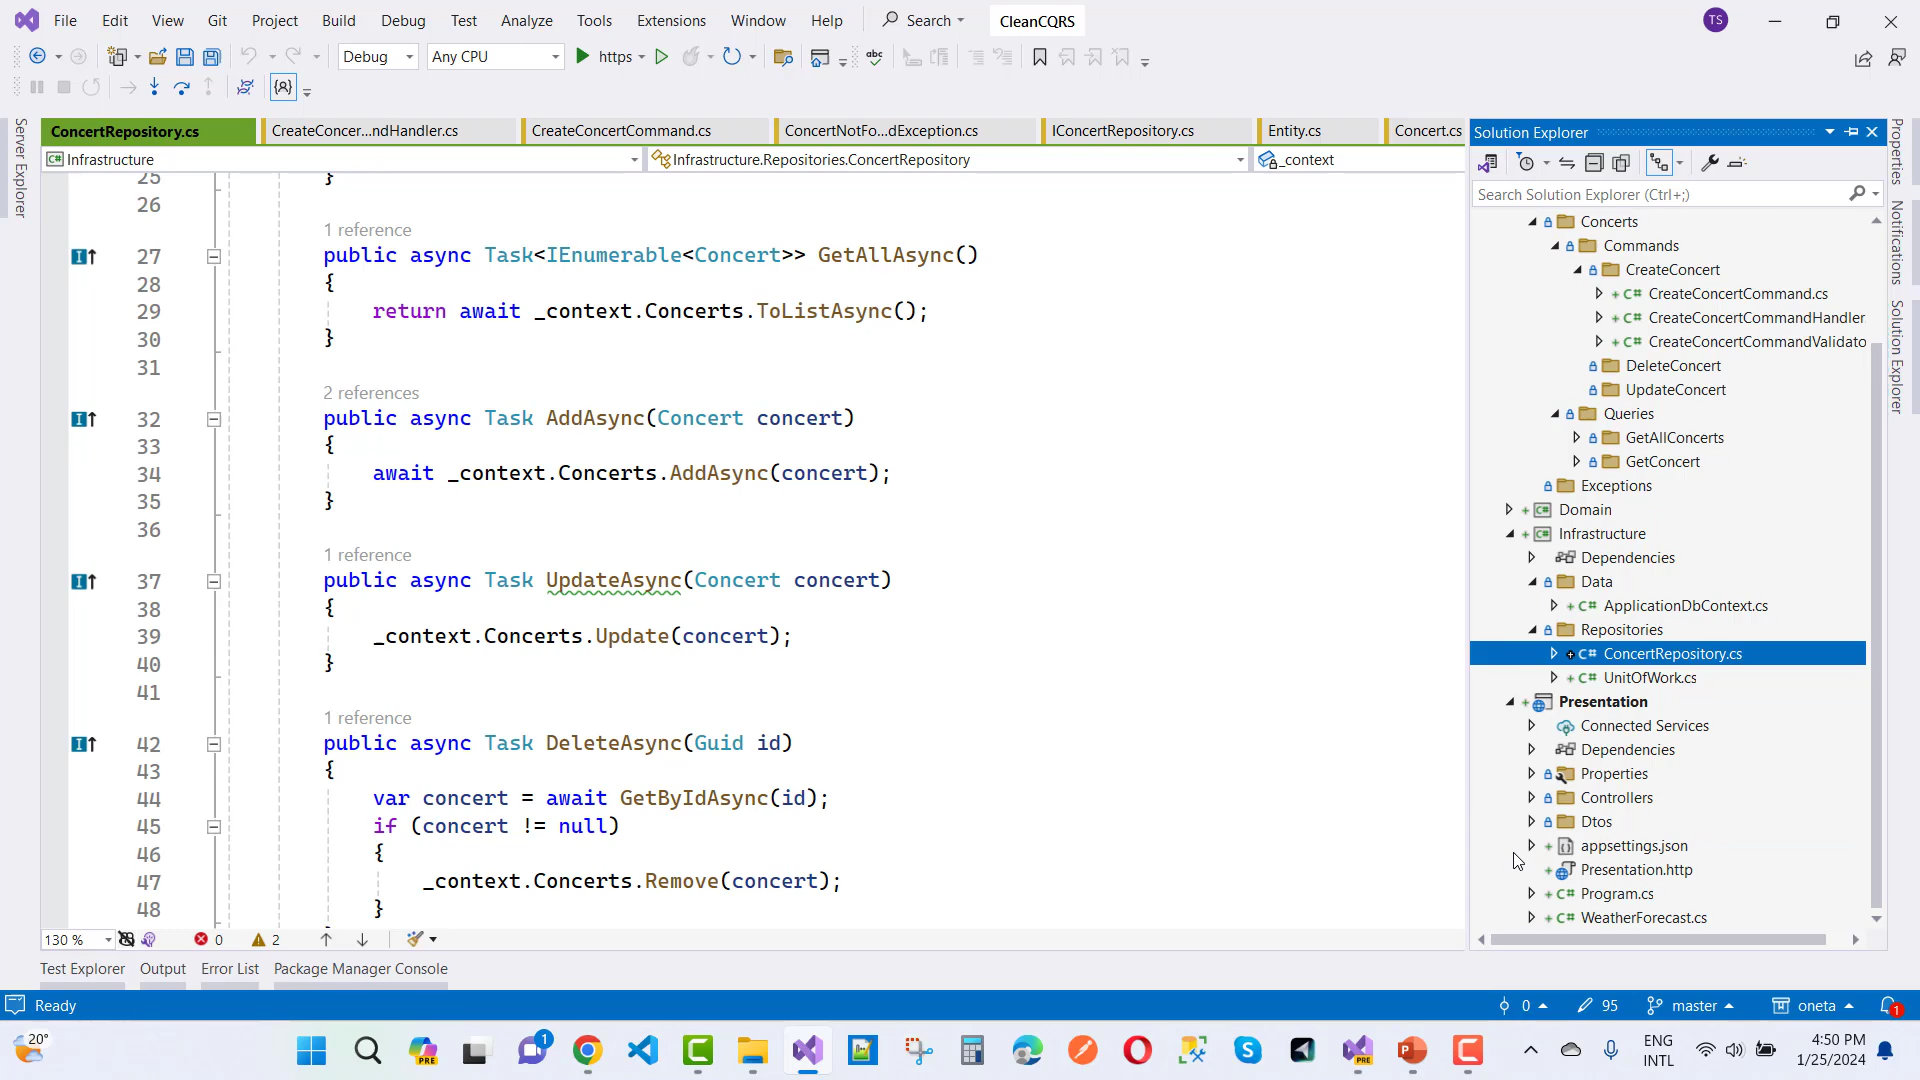 File Edit View Git Project Build Debug Test Analyze Tools Extensions Window Help Search CleanCQRS TS
Debug Any CPU https
ConcertRepository.cs CreateConcer...ndHandler.cs CreateConcertCommand.cs ConcertNotFo...dException.cs IConcertRepository.cs Entity.cs Concert.cs
Infrastructure Infrastructure.Repositories.ConcertRepository _context
Server Explorer
25 }
26
1 reference
27 public async Task<IEnumerable<Concert>> GetAllAsync()
28 {
29 return await _context.Concerts.ToListAsync();
30 }
31
2 references
32 public async Task AddAsync(Concert concert)
33 {
34 await _context.Concerts.AddAsync(concert);
35 }
36
1 reference
37 public async Task UpdateAsync(Concert concert)
38 {
39 _context.Concerts.Update(concert);
40 }
41
1 reference
42 public async Task DeleteAsync(Guid id)
43 {
44 var concert = await GetByIdAsync(id);
45 if (concert != null)
46 {
47 _context.Concerts.Remove(concert);
48 }
130 % 0 2
Solution Explorer
Search Solution Explorer (Ctrl+;)
Concerts
Commands
CreateConcert
C# CreateConcertCommand.cs
C# CreateConcertCommandHandler
C# CreateConcertCommandValidato
DeleteConcert
UpdateConcert
Queries
GetAllConcerts
GetConcert
Exceptions
C# Domain
C# Infrastructure
Dependencies
Data
C# ApplicationDbContext.cs
Repositories
C# ConcertRepository.cs
C# UnitOfWork.cs
Presentation
Connected Services
Dependencies
Properties
Controllers
Dtos
appsettings.json
Presentation.http
C# Program.cs
C# WeatherForecast.cs
Properties
Notifications
Solution Explorer
Test Explorer Output Error List Package Manager Console
Ready 0 95 master oneta 1
20° PRE 1 PRE ENG INTL 4:50 PM 1/25/2024